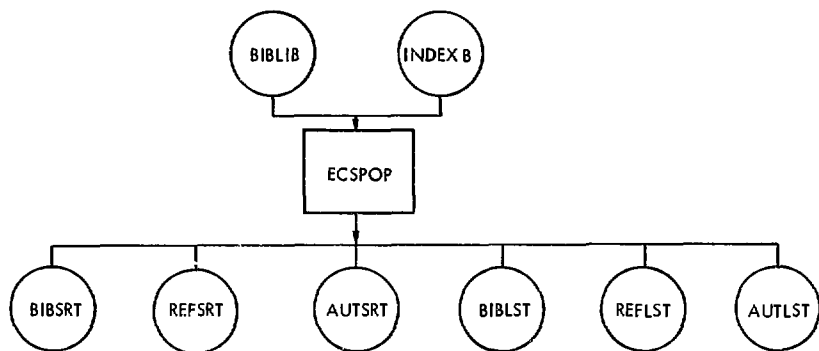 BIBLIB INDEX B
ECSPOP
BIBSRT REFSRT AUTSRT BIBLST REFLST AUTLST